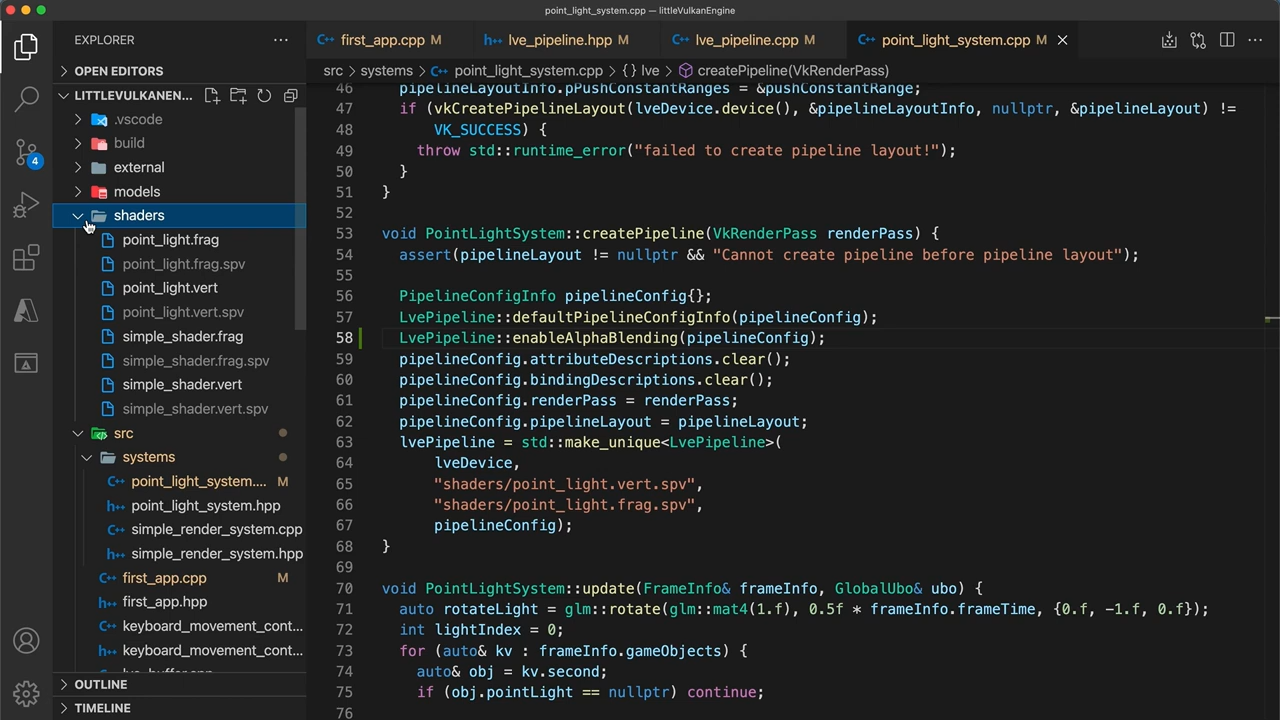 point_light_system.cpp — littleVulkanEngine
EXPLORER
first_app.cpp M
lve_pipeline.hpp M
lve_pipeline.cpp M
point_light_system.cpp M
src > systems > point_light_system.cpp > {} lve > createPipeline(VkRenderPass)
OPEN EDITORS
LITTLEVULKANEN...
.vscode
build
external
models
shaders
point_light.frag
point_light.frag.spv
point_light.vert
point_light.vert.spv
simple_shader.frag
simple_shader.frag.spv
simple_shader.vert
simple_shader.vert.spv
src
systems
point_light_system.... M
point_light_system.hpp
simple_render_system.cpp
simple_render_system.hpp
first_app.cpp M
first_app.hpp
keyboard_movement_cont...
keyboard_movement_cont...
lve_buffer.cpp
OUTLINE
TIMELINE
4
46 pipelineLayoutInfo.pPushConstantRanges = &pushConstantRange;
47 if (vkCreatePipelineLayout(lveDevice.device(), &pipelineLayoutInfo, nullptr, &pipelineLayout) !=
48 VK_SUCCESS) {
49 throw std::runtime_error("failed to create pipeline layout!");
50 }
51 }
52
53 void PointLightSystem::createPipeline(VkRenderPass renderPass) {
54 assert(pipelineLayout != nullptr && "Cannot create pipeline before pipeline layout");
55
56 PipelineConfigInfo pipelineConfig{};
57 LvePipeline::defaultPipelineConfigInfo(pipelineConfig);
58 LvePipeline::enableAlphaBlending(pipelineConfig);
59 pipelineConfig.attributeDescriptions.clear();
60 pipelineConfig.bindingDescriptions.clear();
61 pipelineConfig.renderPass = renderPass;
62 pipelineConfig.pipelineLayout = pipelineLayout;
63 lvePipeline = std::make_unique<LvePipeline>(
64 lveDevice,
65 "shaders/point_light.vert.spv",
66 "shaders/point_light.frag.spv",
67 pipelineConfig);
68 }
69
70 void PointLightSystem::update(FrameInfo& frameInfo, GlobalUbo& ubo) {
71 auto rotateLight = glm::rotate(glm::mat4(1.f), 0.5f * frameInfo.frameTime, {0.f, -1.f, 0.f});
72 int lightIndex = 0;
73 for (auto& kv : frameInfo.gameObjects) {
74 auto& obj = kv.second;
75 if (obj.pointLight == nullptr) continue;
76